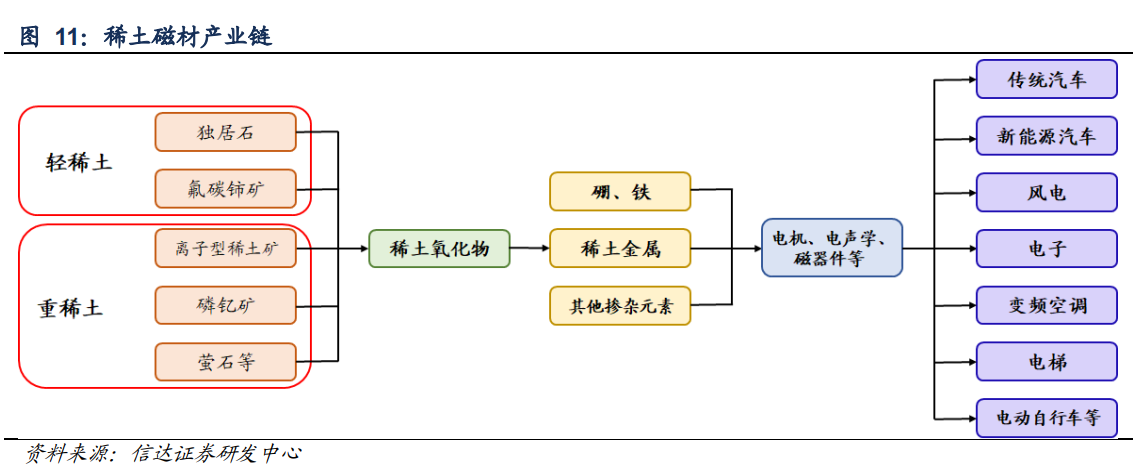 图 11：稀土磁材产业链
轻稀土
独居石
氟碳铈矿
重稀土
离子型稀土矿
磷钇矿
萤石等
稀土氧化物
硼、铁
稀土金属
其他掺杂元素
电机、电声学、
磁器件等
传统汽车
新能源汽车
风电
电子
变频空调
电梯
电动自行车等
资料来源：信达证券研发中心